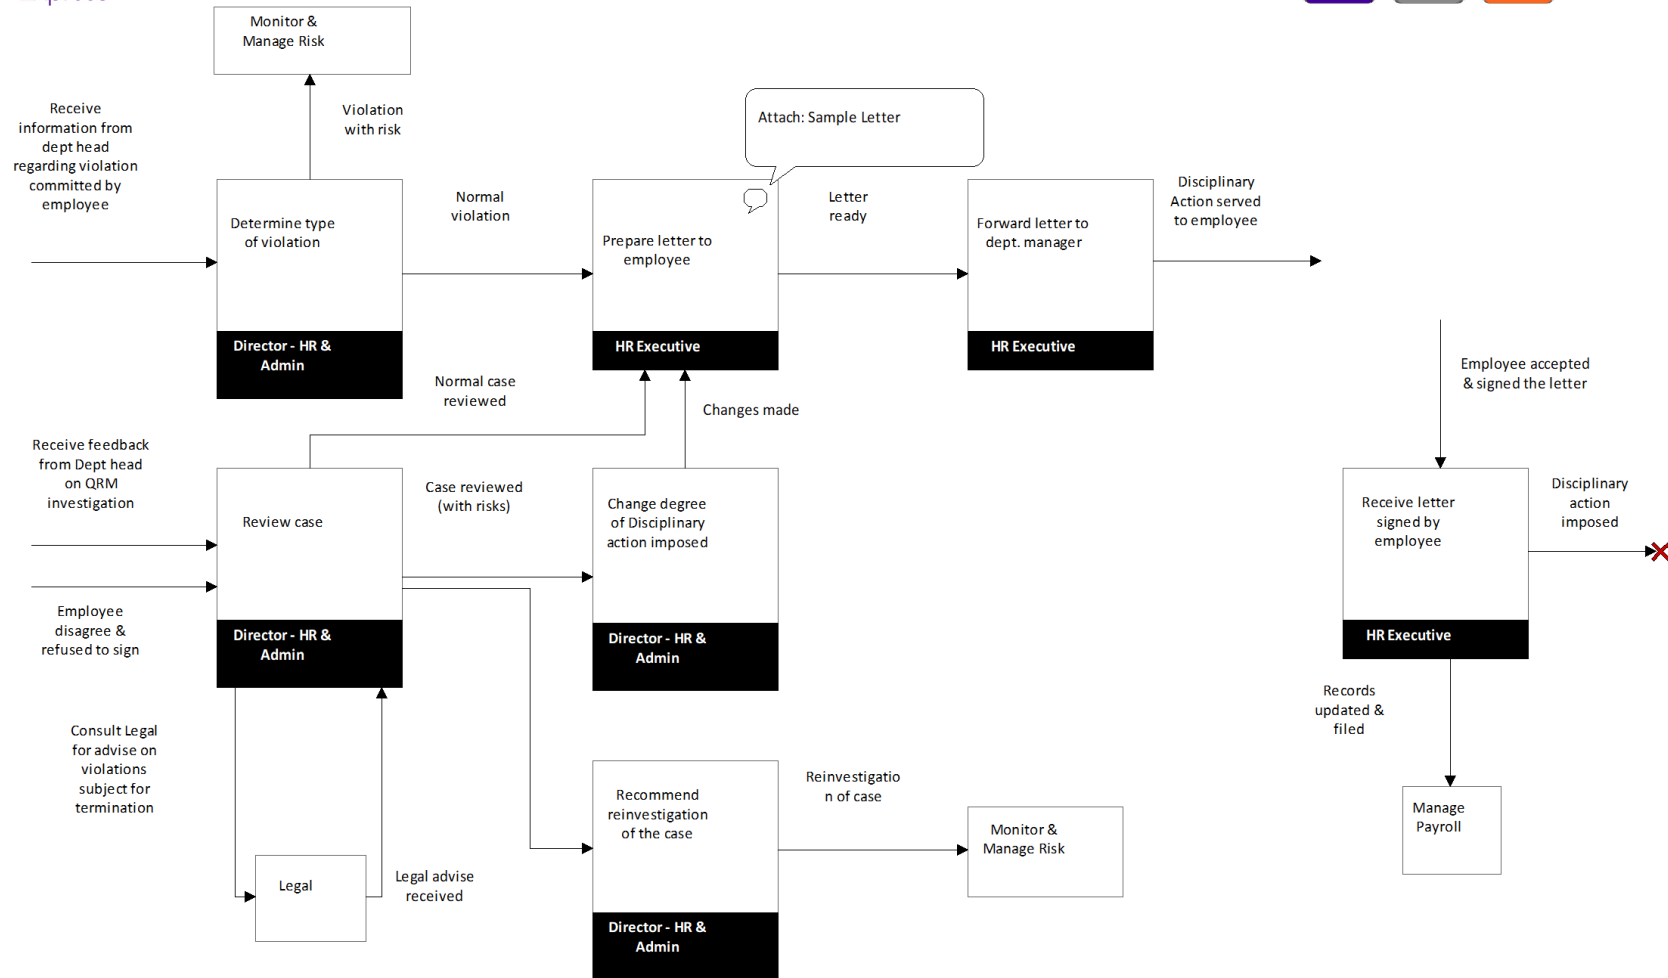 Monitor &
Manage Risk
Receive
information from
dept head
regarding violation
committed by
employee
Violation
with risk
Attach: Sample Letter
Determine type
of violation
Director - HR &
Admin
Normal
violation
Prepare letter to
employee
HR Executive
Letter
ready
Forward letter to
dept. manager
HR Executive
Disciplinary
Action served
to employee
Normal case
reviewed
Changes made
Employee accepted
& signed the letter
Receive feedback
from Dept head
on QRM
investigation
Review case
Director - HR &
Admin
Case reviewed
(with risks)
Change degree
of Disciplinary
action imposed
Director - HR &
Admin
Receive letter
signed by
employee
HR Executive
Disciplinary
action
imposed
Employee
disagree &
refused to sign
Consult Legal
for advise on
violations
subject for
termination
Records
updated &
filed
Recommend
reinvestigation
of the case
Director - HR &
Admin
Reinvestigatio
n of case
Monitor &
Manage Risk
Manage
Payroll
Legal
Legal advise
received